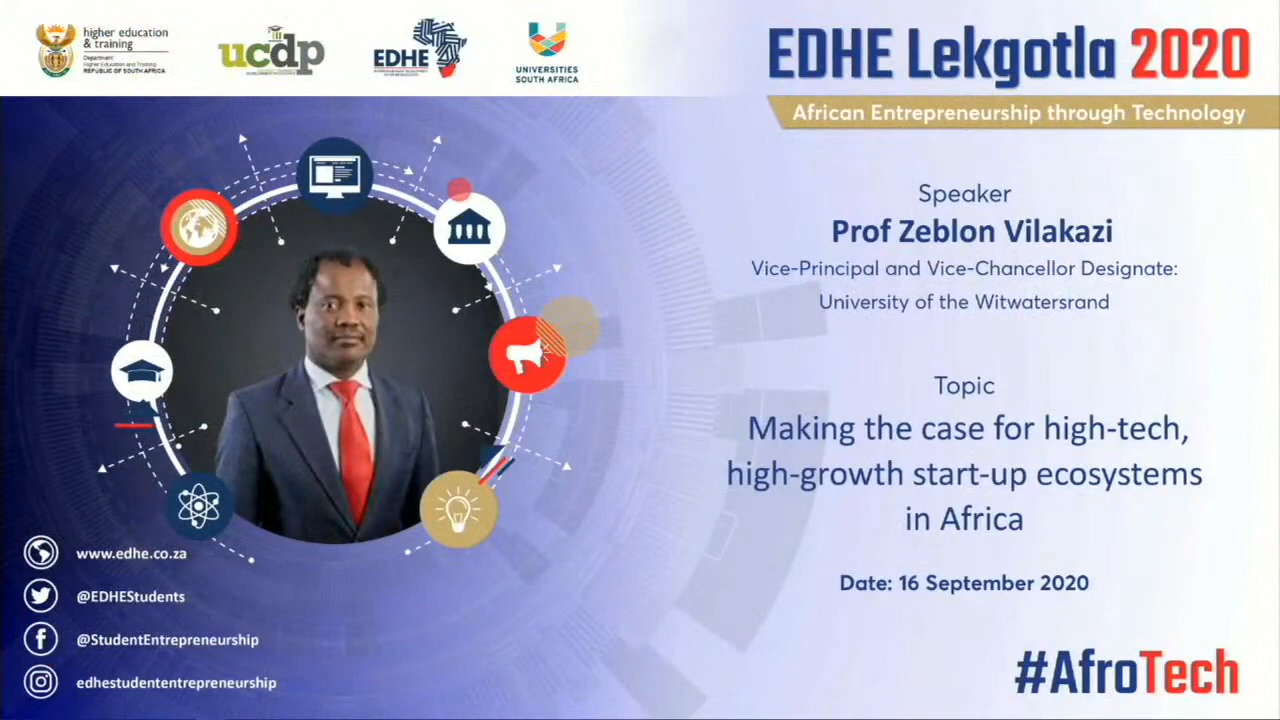 higher education
& training
Department:
Higher Education and Training
REPUBLIC OF SOUTH AFRICA
ucdp
EDHE
UNIVERSITIES
SOUTH AFRICA
EDHE Lekgotla 2020
African Entrepreneurship through Technology
Speaker
Prof Zeblon Vilakazi
Vice-Principal and Vice-Chancellor Designate:
University of the Witwatersrand
Topic
Making the case for high-tech,
high-growth start-up ecosystems
in Africa
Date: 16 September 2020
www.edhe.co.za
@EDHEStudents
@StudentEntrepreneurship
edhestudententrepreneurship
#AfroTech